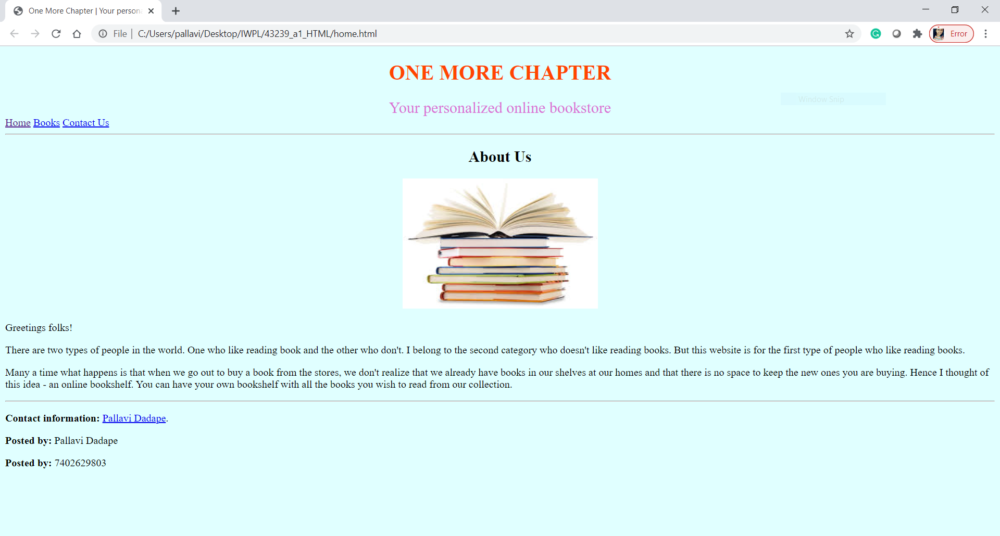 One More Chapter | Your person
File | C:/Users/pallavi/Desktop/IWPL/43239_a1_HTML/home.html
Error
ONE MORE CHAPTER
Window Snip
Your personalized online bookstore
Home Books Contact Us
About Us
Greetings folks!
There are two types of people in the world. One who like reading book and the other who don't. I belong to the second category who doesn't like reading books. But this website is for the first type of people who like reading books.
Many a time what happens is that when we go out to buy a book from the stores, we don't realize that we already have books in our shelves at our homes and that there is no space to keep the new ones you are buying. Hence I thought of
this idea - an online bookshelf. You can have your own bookshelf with all the books you wish to read from our collection.
Contact information: Pallavi Dadape.
Posted by: Pallavi Dadape
Posted by: 7402629803